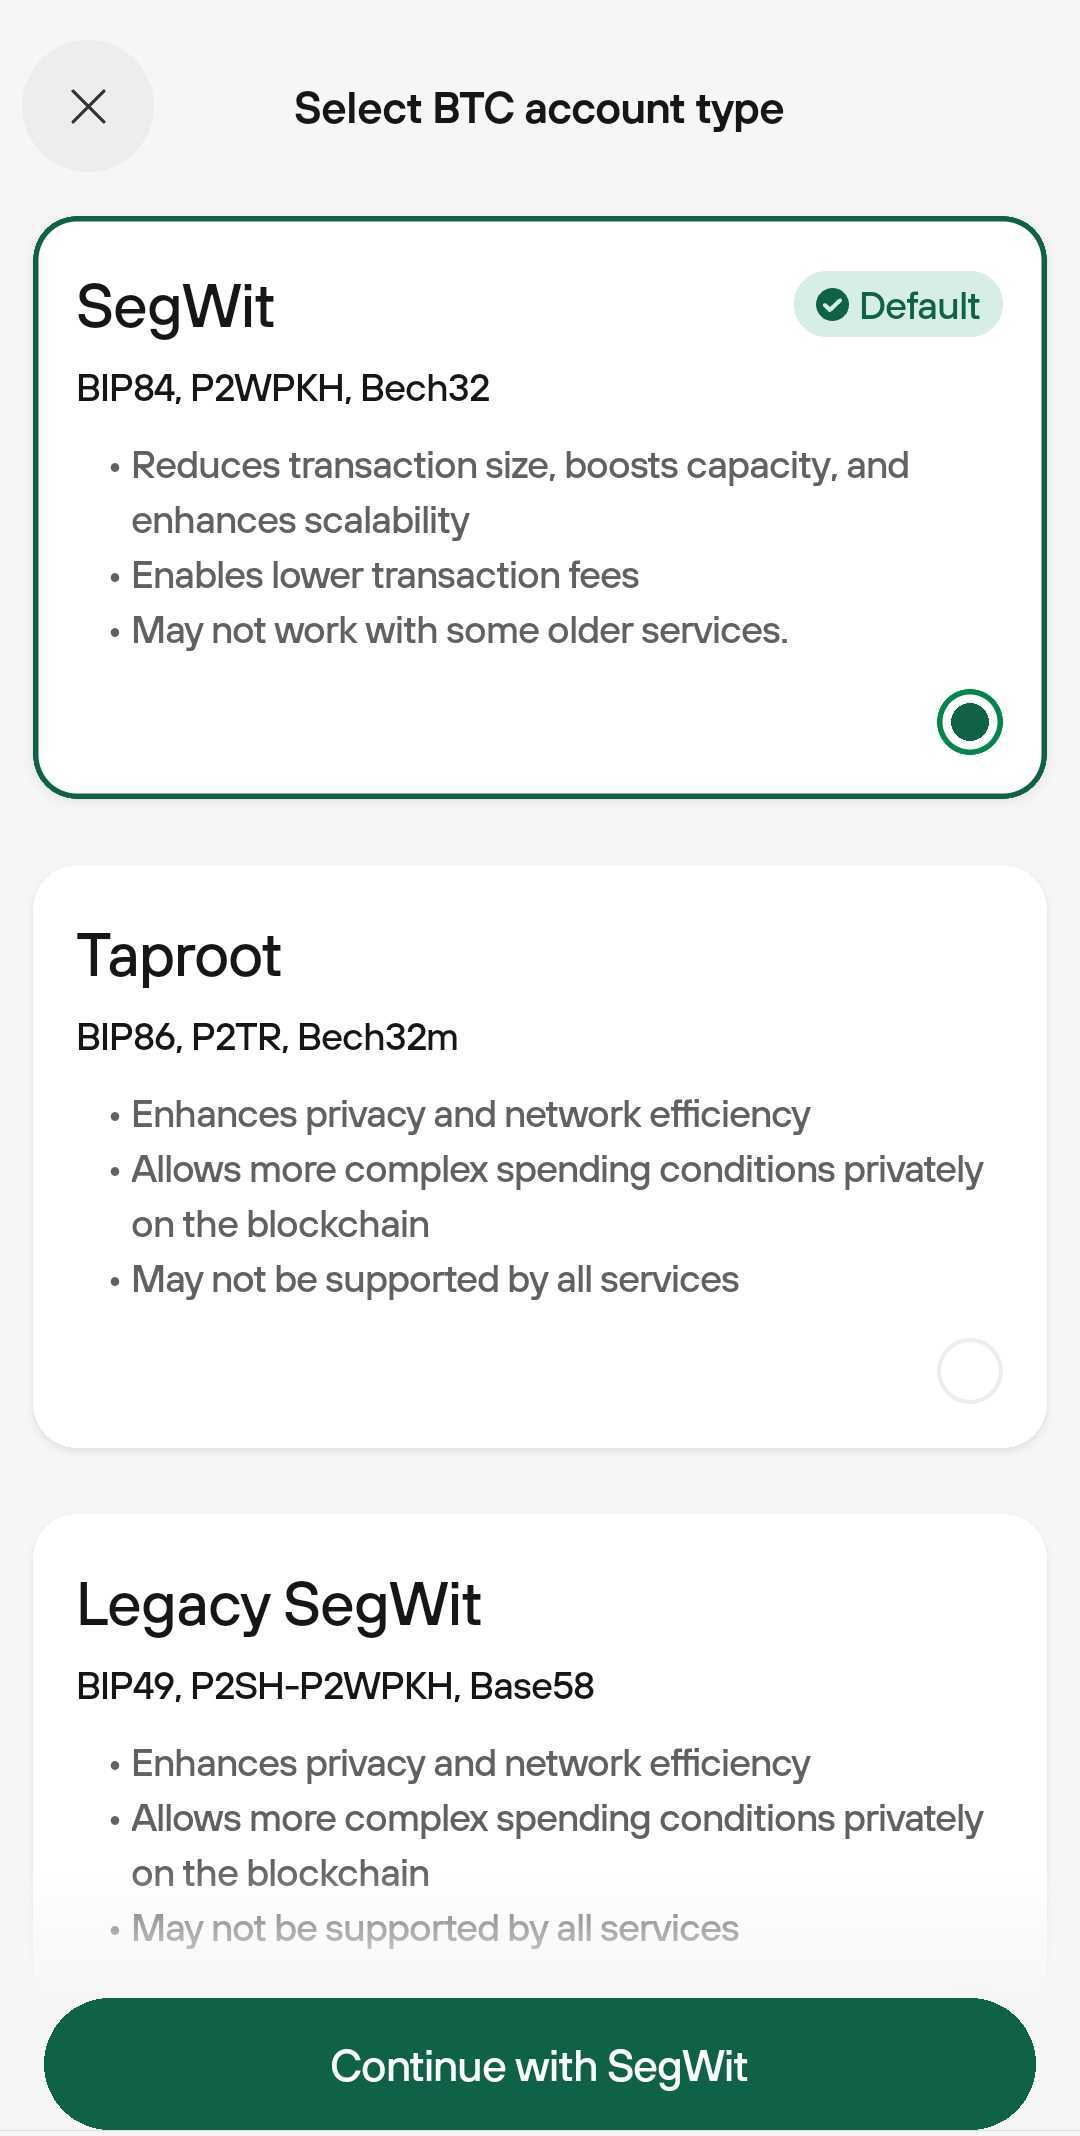 Select BTC account type
SegWit
Default
BIP84, P2WPKH, Bech32
• Reduces transaction size, boosts capacity, and
enhances scalability
• Enables lower transaction fees
• May not work with some older services.
Taproot
BIP86, P2TR, Bech32m
• Enhances privacy and network efficiency
• Allows more complex spending conditions privately
on the blockchain
• May not be supported by all services
Legacy SegWit
BIP49, P2SH-P2WPKH, Base58
• Enhances privacy and network efficiency
• Allows more complex spending conditions privately
on the blockchain
• May not be supported by all services
Continue with SegWit